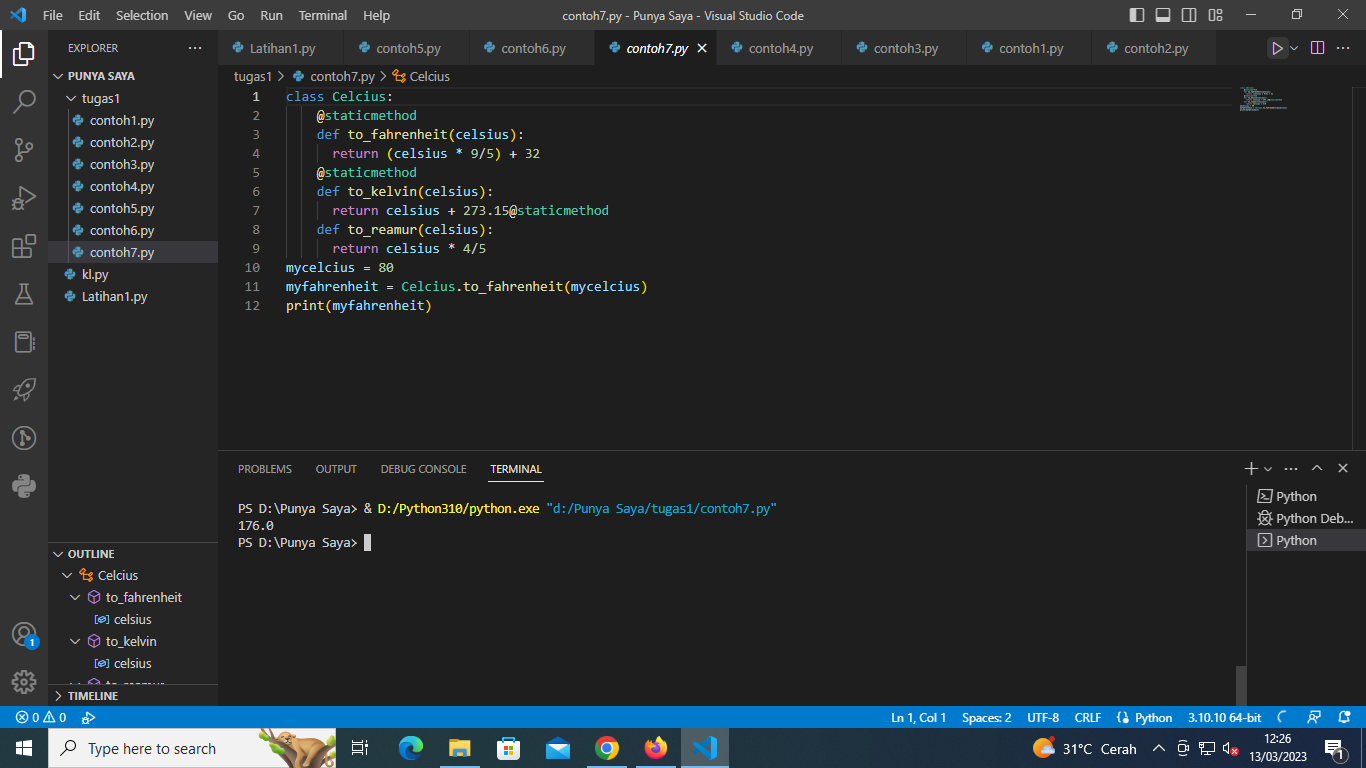 File Edit Selection View Go Run Terminal Help
contoh7.py - Punya Saya - Visual Studio Code
EXPLORER
PUNYA SAYA
tugas1
contoh1.py
contoh2.py
contoh3.py
contoh4.py
contoh5.py
contoh6.py
contoh7.py
kl.py
Latihan1.py
OUTLINE
Celcius
to_fahrenheit
celsius
to_kelvin
celsius
TIMELINE
Latihan1.py contoh5.py contoh6.py contoh7.py contoh4.py contoh3.py contoh1.py contoh2.py
tugas1 > contoh7.py > Celcius
1 class Celcius:
2 @staticmethod
3 def to_fahrenheit(celsius):
4 return (celsius * 9/5) + 32
5 @staticmethod
6 def to_kelvin(celsius):
7 return celsius + 273.15@staticmethod
8 def to_reamur(celsius):
9 return celsius * 4/5
10 mycelcius = 80
11 myfahrenheit = Celcius.to_fahrenheit(mycelcius)
12 print(myfahrenheit)
PROBLEMS OUTPUT DEBUG CONSOLE TERMINAL
PS D:\Punya Saya> & D:/Python310/python.exe "d:/Punya Saya/tugas1/contoh7.py"
176.0
PS D:\Punya Saya>
Python
Python Deb...
Python
1
0 0
Ln 1, Col 1 Spaces: 2 UTF-8 CRLF Python 3.10.10 64-bit
Type here to search
31°C Cerah
12:26
13/03/2023
1